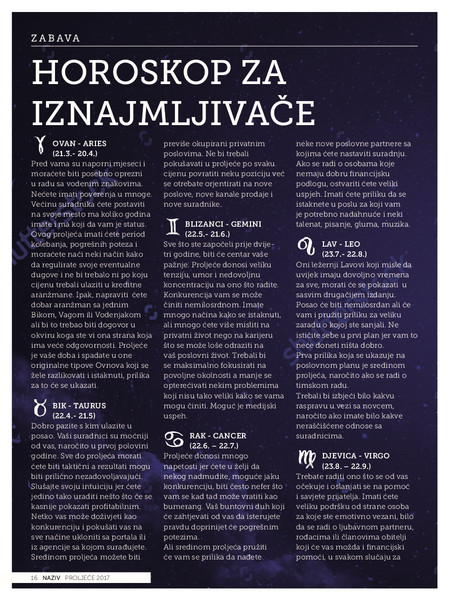 ZABAVA
HOROSKOP ZA
IZNAJMLJIVAČE
OVAN - ARIES
(21.3.- 20.4.)
Pred vama su naporni mjeseci i
moraćete biti posebno oprezni
u radu sa vodenim znakovima.
Nećete imati povjerenja u mnoge.
Većinu suradnika ćete postaviti
na svoje mesto ma koliko godina
imate i ma koji da vam je status.
Ovog proljeća imati ćete period
kolebanja, pogrešnih poteza i
moraćete naći neki način kako
da regulirate svoje eventualne
dugove i ne bi trebalo ni po koju
cijenu trebali ulaziti u kreditne
aranžmane. Ipak, napraviti ćete
dobar aranžman sa jednim
Bikom, Vagom ili Vodenjakom
ali bi to trebao biti dogovor u
okviru koga ste vi ona strana koja
ima veće odgovornosti. Proljeće
je vaše doba i spadate u one
originalne tipove Ovnova koji se
žele razlikovati i istaknuti, prilika
za to će se ukazati.
BIK - TAURUS
(22.4.- 21.5)
Dobro pazite s kim ulazite u
posao. Vaši suradnici su moćniji
od vas, naročito u prvoj polovini
godine. Sve do proljeća morati
ćete biti taktični a rezultati mogu
biti prilično nezadovoljavajući.
Slušajte svoju intuiciju jer ćete
jedino tako uraditi nešto što će se
kasnije pokazati profitabilnim.
Netko vas može doživjeti kao
konkurenciju i pokušati vas na
sve načine ukloniti sa portala ili
iz agencije sa kojom surađujete.
Sredinom proljeća možete biti
previše okupirani privatnim
poslovima. Ne bi trebali
pokušavati u proljeće po svaku
cijenu povratiti neku poziciju već
se trebate orjentirati na nove
poslove, nove kanale prodaje i
nove suradnike.
BLIZANCI - GEMINI
(22.5.- 21.6.)
Sve što ste započeli prije dvije-
tri godine, biti će centar vaše
pažnje. Proljeće donosi veliku
tenziju, umor i nedovoljnu
koncentraciju na ono što radite.
Konkurencija vam se može
činiti nemilosrdnom. Imate
mnogo načina kako se istaknuti,
ali mnogo ćete više misliti na
privatni život nego na karijeru
što se može loše odraziti na
vaš poslovni život. Trebali bi
se maksimalno fokusirati na
povoljne okolnosti a manje se
opterećivati nekim problemima
koji nisu tako veliki kako se vama
mogu činiti. Moguć je medijski
uspeh.
RAK - CANCER
(22.6. – 22.7.)
Proljeće donosi mnogo
napetosti jer ćete u želji da
nekog nadmudite, moguće jaku
konkurenciju, biti često nefer što
vam se kad tad može vratiti kao
bumerang. Vaš buntovni duh koji
će zahtjevati od vas da istjerujete
pravdu doprinijet će pogrešnim
potezima.
Ali sredinom proljeća pružiti
će vam se prilika da nađete
neke nove poslovne partnere sa
kojima ćete nastaviti suradnju.
Ako se radi o osobama koje
nemaju dobru financijsku
podlogu, ostvariti ćete veliki
uspjeh. Imati ćete priliku da se
istaknete u poslu za koji vam
je potrebno nadahnuće i neki
talenat, pisanje, gluma, muzika.
LAV - LEO
(23.7.- 22.8.)
Oni ležerniji Lavovi koji misle da
uvijek imaju dovoljno vremena
za sve, morati će se pokazati u
sasvim drugačijem izdanju.
Posao će biti nemilosrdan ali će
vam i pružiti priliku za veliku
zaradu o kojoj ste sanjali. Ne
ističite sebe u prvi plan jer vam to
neće doneti ništa dobro.
Prva prilika koja se ukazuje na
poslovnom planu je sredinom
proljeća, naročito ako se radi o
timskom radu.
Trebali bi izbjeći bilo kakvu
raspravu u vezi sa novcem,
naročito ako imate bilo kakve
neraščišćene odnose sa
suradnicima.
DJEVICA - VIRGO
(23.8. – 22.9.)
Trebate raditi ono što se od vas
očekuje i oslanjati se na pomoć
i savjete prijatelja. Imati ćete
veliku podršku od strane osoba
za koje ste emotivno vezani, bilo
da se radi o ljubavnom partneru,
rođacima ili članovima obitelji
koji će vas možda i financijski
pomoći, u svakom slučaju za
16 NAZIV PROLJEĆE 2017